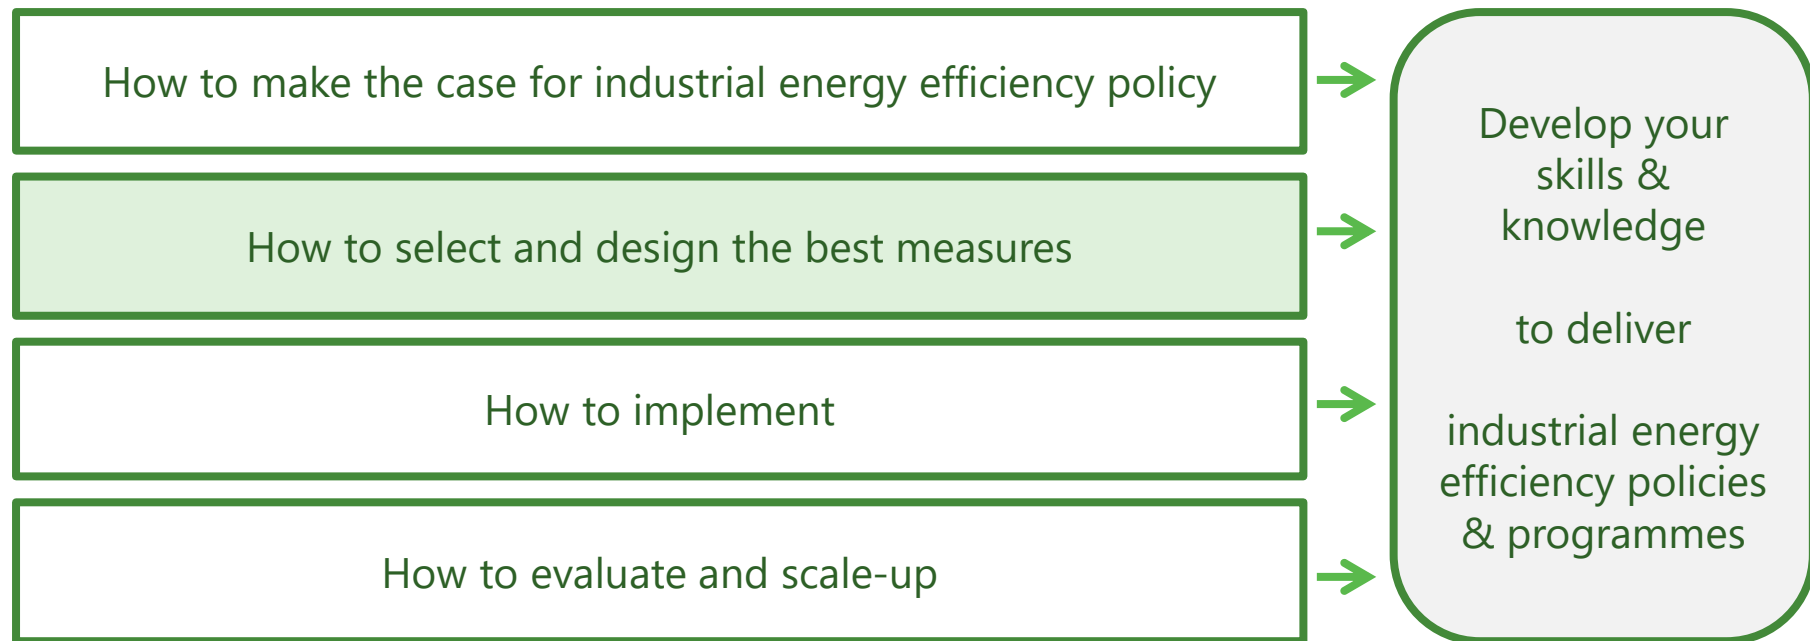 How to make the case for industrial energy efficiency policy
How to select and design the best measures
How to implement
How to evaluate and scale-up
Develop your
skills &
knowledge
to deliver
industrial energy
efficiency policies
& programmes